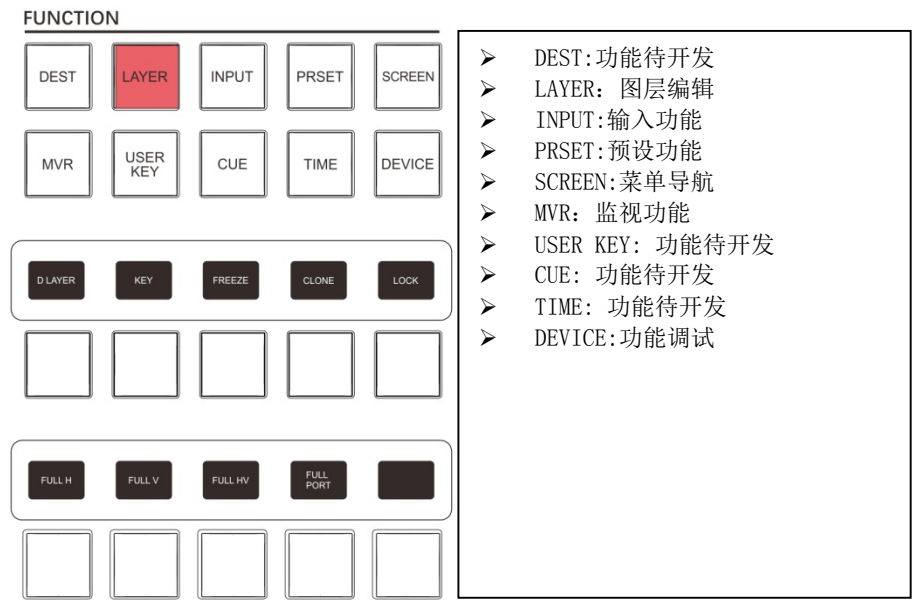 FUNCTION
DEST LAYER INPUT PRSET SCREEN
MVR USER KEY CUE TIME DEVICE
D LAYER KEY FREEZE CLONE LOCK
FULL H FULL V FULL HV FULL PORT
➢ DEST:功能待开发
➢ LAYER：图层编辑
➢ INPUT:输入功能
➢ PRSET:预设功能
➢ SCREEN:菜单导航
➢ MVR：监视功能
➢ USER KEY: 功能待开发
➢ CUE: 功能待开发
➢ TIME: 功能待开发
➢ DEVICE:功能调试